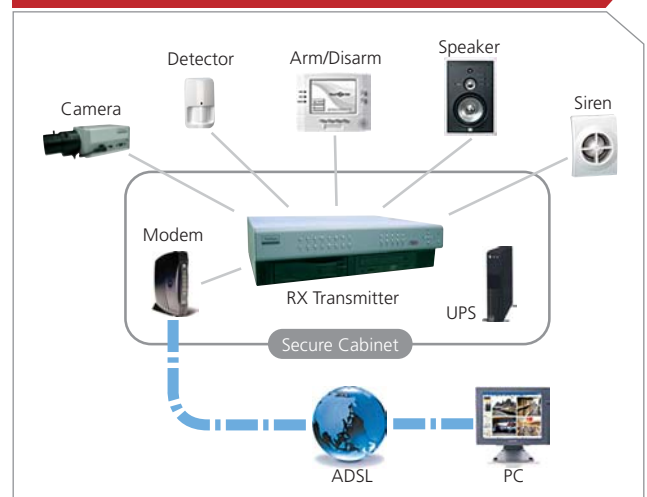 Speaker
Detector
Arm/Disarm
Siren
Camera
Modem
RX Transmitter
UPS
Secure Cabinet
ADSL
PC